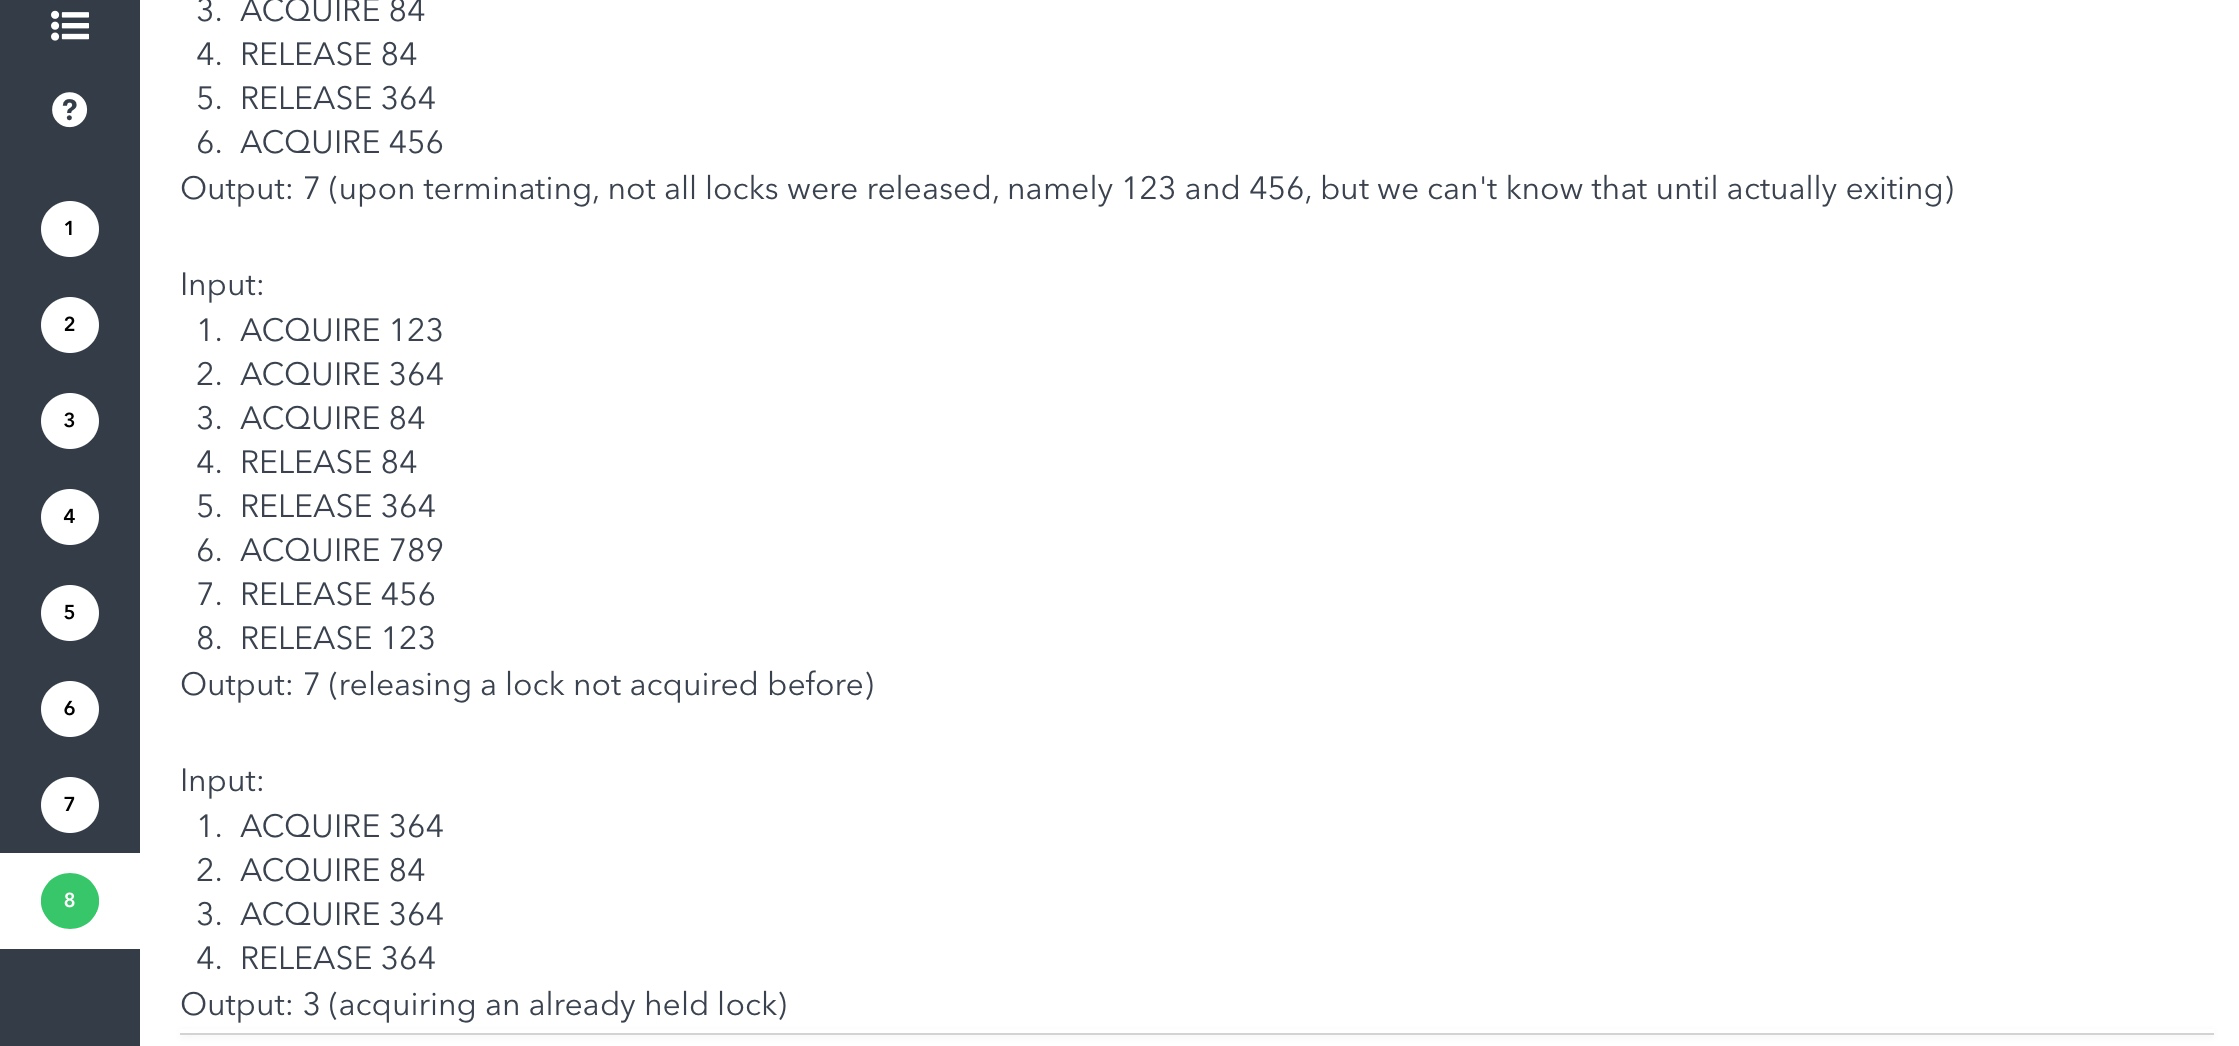 3. ACQUIRE 84
4. RELEASE 84
5. RELEASE 364
6. ACQUIRE 456
Output: 7 (upon terminating, not all locks were released, namely 123 and 456, but we can't know that until actually exiting)
Input:
1. ACQUIRE 123
2. ACQUIRE 364
3. ACQUIRE 84
4. RELEASE 84
5. RELEASE 364
6. ACQUIRE 789
7. RELEASE 456
8. RELEASE 123
Output: 7 (releasing a lock not acquired before)
Input:
1. ACQUIRE 364
2. ACQUIRE 84
3. ACQUIRE 364
4. RELEASE 364
Output: 3 (acquiring an already held lock)
?
1
2
3
4
5
6
7
8